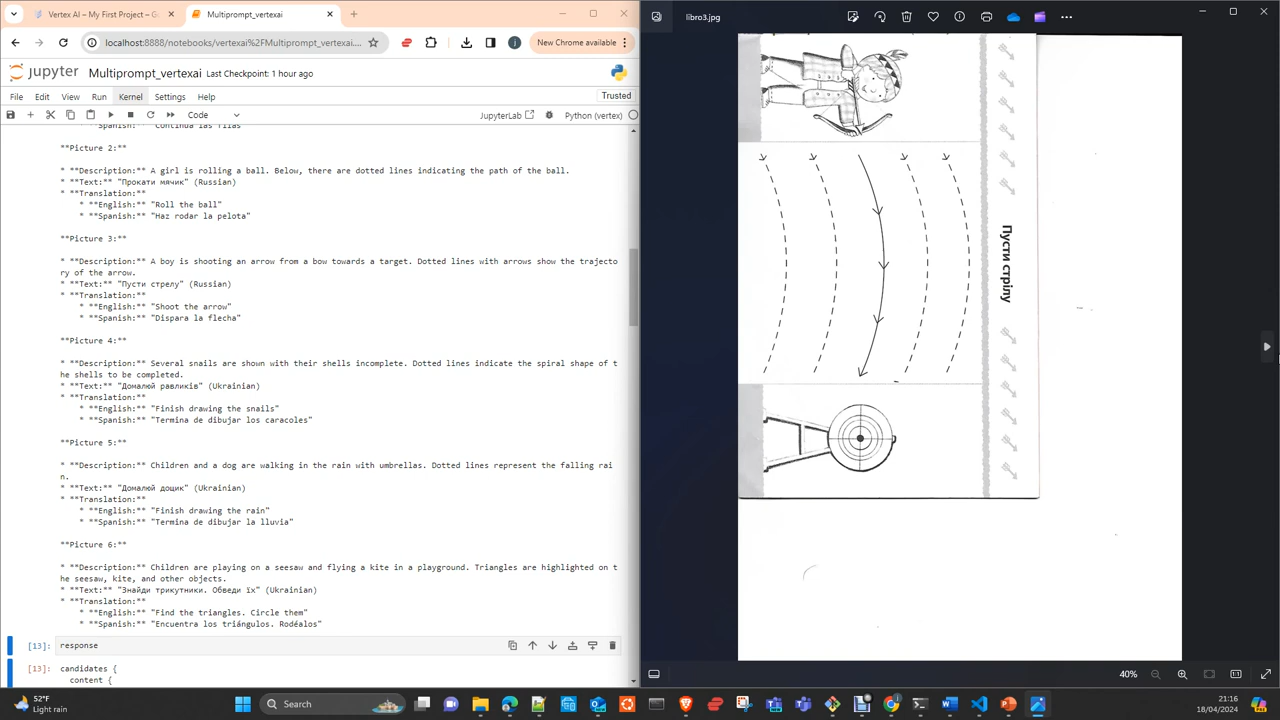 Vertex AI – My First Project – G
Multiprompt_vertexai
localhost:8888/notebooks/vertexai%2FMultiprompt_vertexai....
New Chrome available
jupyter Multiprompt_vertexai Last Checkpoint: 1 hour ago
File Edit View Run Kernel Settings Help
Trusted
Code
JupyterLab
Python (vertex)
**Picture 2:**
* **Description:** A girl is rolling a ball. Below, there are dotted lines indicating the path of the ball.
* **Text:** "Прокати мячик" (Russian)
* **Translation:**
* **English:** "Roll the ball"
* **Spanish:** "Haz rodar la pelota"
**Picture 3:**
* **Description:** A boy is shooting an arrow from a bow towards a target. Dotted lines with arrows show the trajecto
ry of the arrow.
* **Text:** "Пусти стрелу" (Russian)
* **Translation:**
* **English:** "Shoot the arrow"
* **Spanish:** "Dispara la flecha"
**Picture 4:**
* **Description:** Several snails are shown with their shells incomplete. Dotted lines indicate the spiral shape of t
he shells to be completed.
* **Text:** "Домалюй равликів" (Ukrainian)
* **Translation:**
* **English:** "Finish drawing the snails"
* **Spanish:** "Termina de dibujar los caracoles"
**Picture 5:**
* **Description:** Children and a dog are walking in the rain with umbrellas. Dotted lines represent the falling rai
n.
* **Text:** "Домалюй дощик" (Ukrainian)
* **Translation:**
* **English:** "Finish drawing the rain"
* **Spanish:** "Termina de dibujar la lluvia"
**Picture 6:**
* **Description:** Children are playing on a seesaw and flying a kite in a playground. Triangles are highlighted on t
he seesaw, kite, and other objects.
* **Text:** "Знайди трикутники. Обведи їх" (Ukrainian)
* **Translation:**
* **English:** "Find the triangles. Circle them"
* **Spanish:** "Encuentra los triángulos. Rodéalos"
[13]: response
[13]: candidates {
content {
libro3.jpg
Пусти стрілу
40%
52°F
Light rain
Search
21:16
18/04/2024